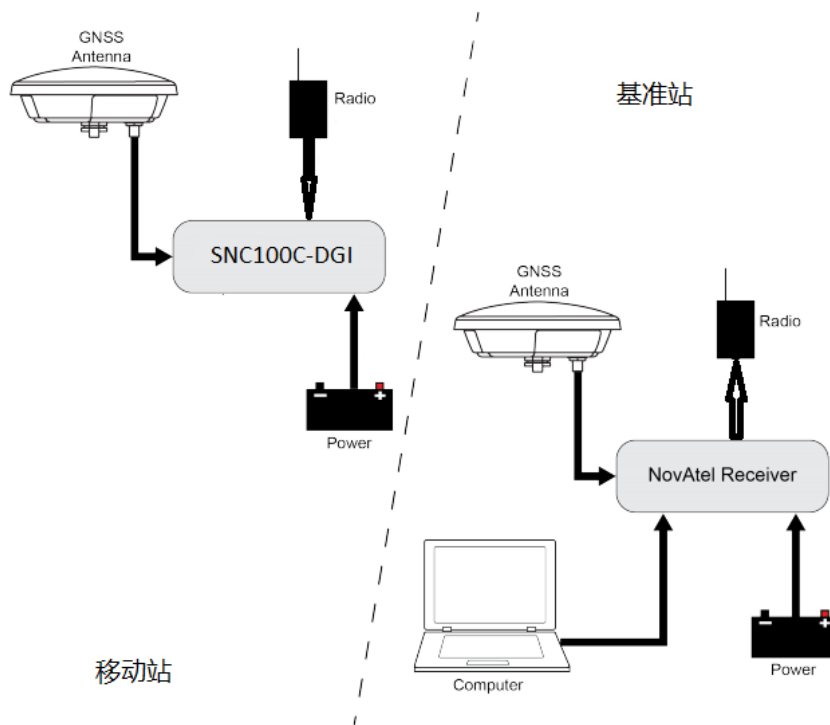 GNSS
Antenna
Radio
SNC100C-DGI
Power
移动站
基准站
GNSS
Antenna
Radio
NovAtel Receiver
Computer
Power